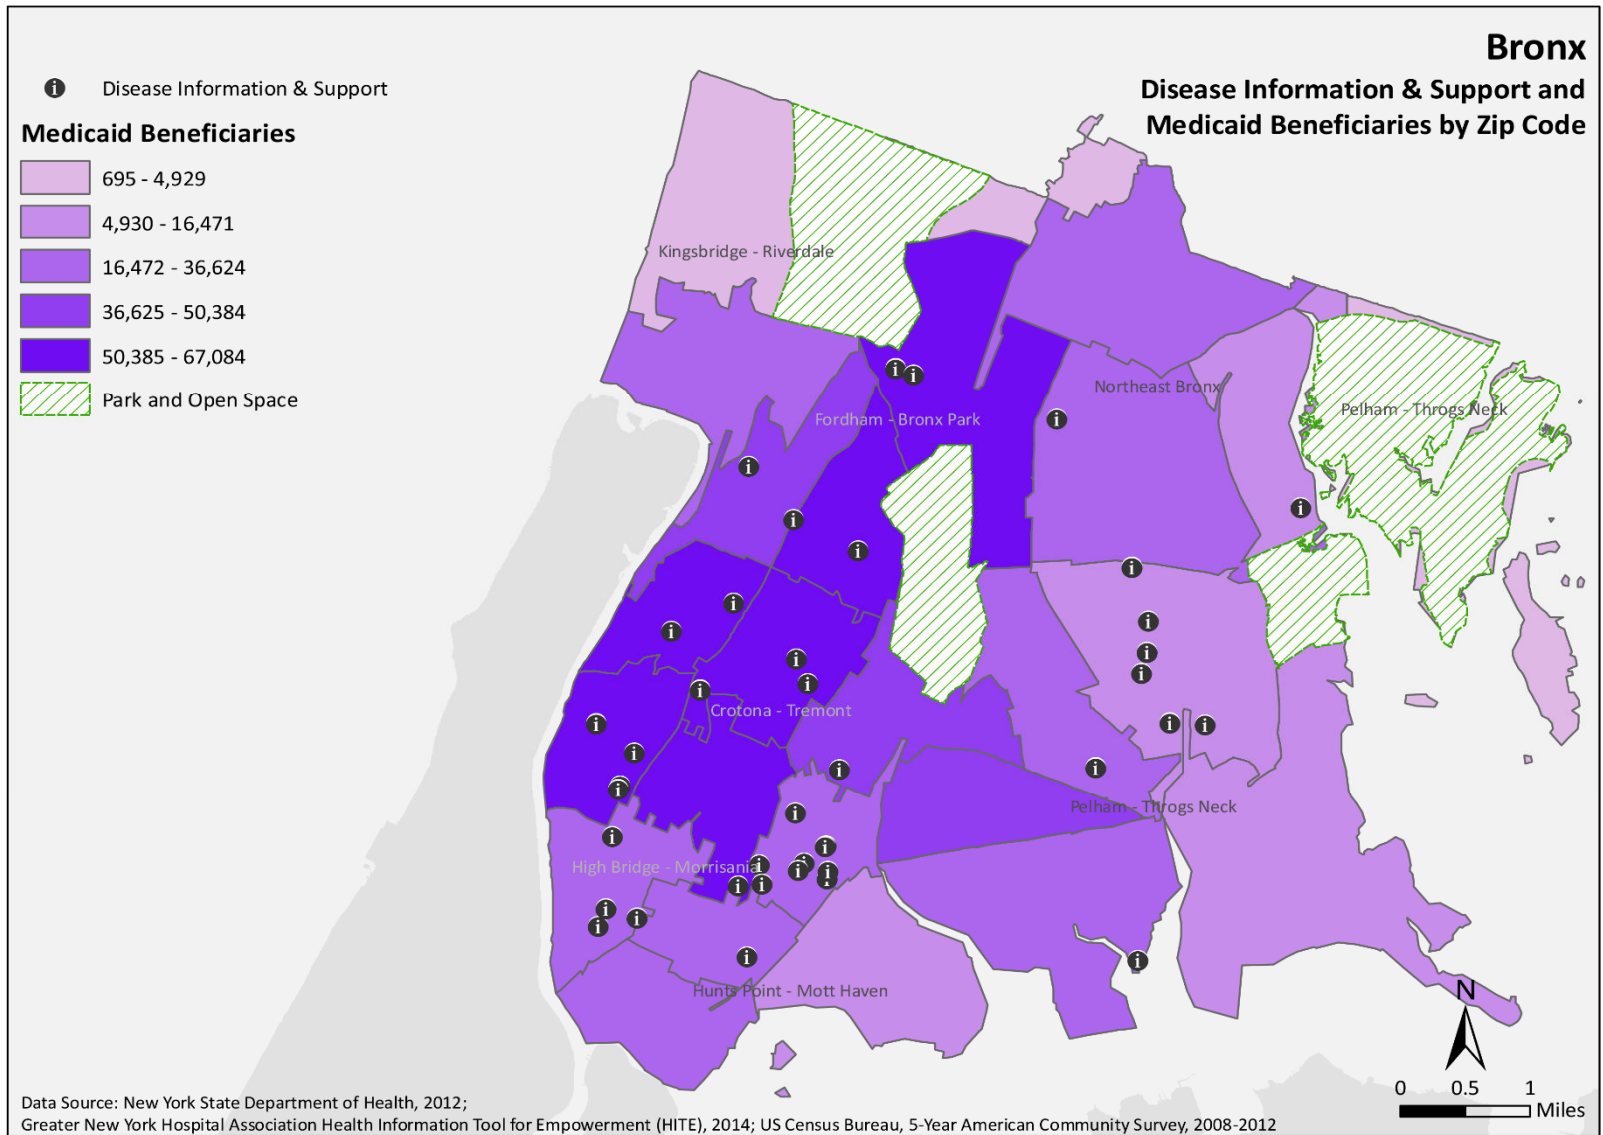 Bronx
Disease Information & Support and
Medicaid Beneficiaries by Zip Code
i Disease Information & Support
Medicaid Beneficiaries
695 - 4,929
4,930 - 16,471
16,472 - 36,624
36,625 - 50,384
50,385 - 67,084
Park and Open Space
Kingsbridge - Riverdale
Northeast Bronx
Pelham - Throgs Neck
Fordham - Bronx Park
Crotona - Tremont
Pelham - Throgs Neck
High Bridge - Morrisania
Hunts Point - Mott Haven
N
0 0.5 1
Miles
Data Source: New York State Department of Health, 2012;
Greater New York Hospital Association Health Information Tool for Empowerment (HITE), 2014; US Census Bureau, 5-Year American Community Survey, 2008-2012